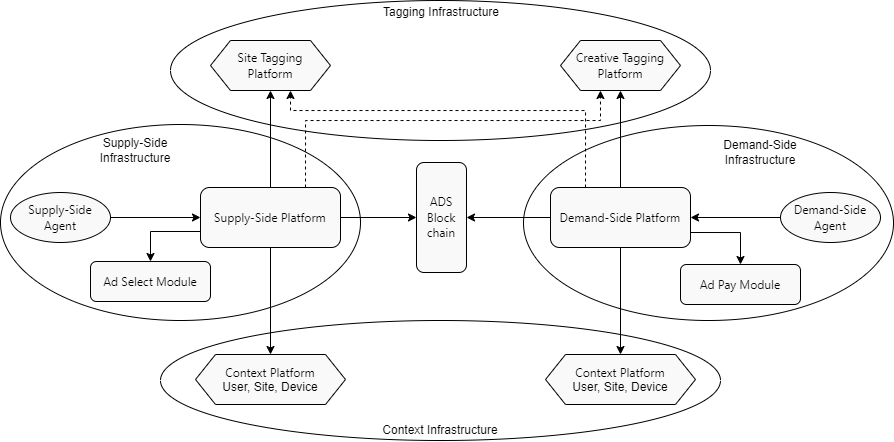 Tagging Infrastructure
Site Tagging
Platform
Creative Tagging
Platform
Supply-Side
Infrastructure
Demand-Side
Infrastructure
Supply-Side
Agent
Supply-Side Platform
ADS
Block
chain
Demand-Side Platform
Demand-Side
Agent
Ad Select Module
Ad Pay Module
Context Platform
User, Site, Device
Context Platform
User, Site, Device
Context Infrastructure